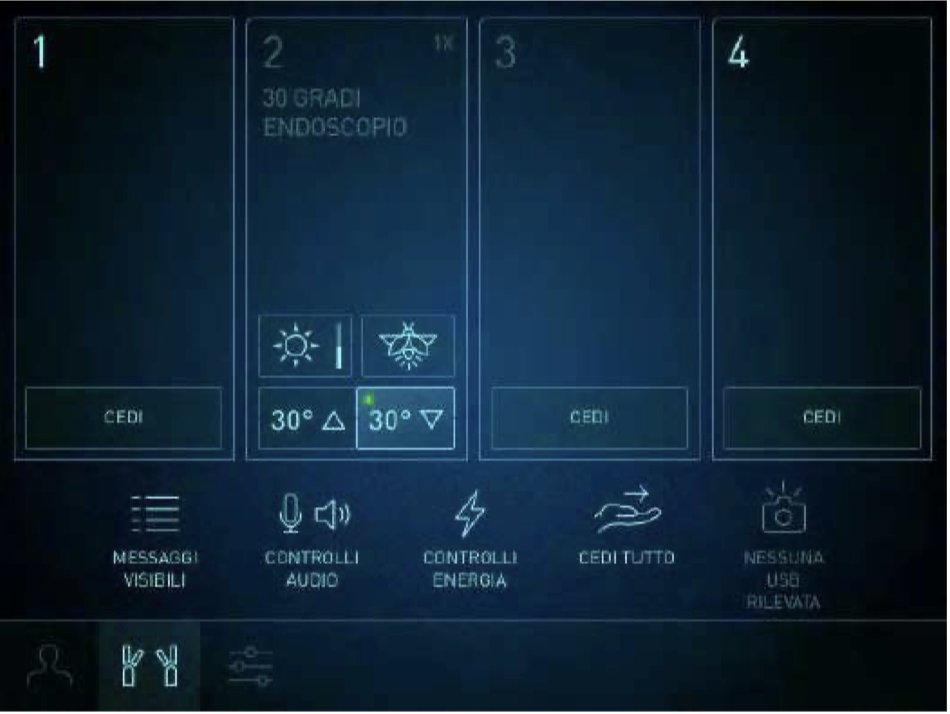 1
2
1X
30 GRADI
ENDOSCOPIO
3
4
30° △
30° ▽
CEDI
CEDI
CEDI
MESSAGGI
VISIBILI
CONTROLLI
AUDIO
CONTROLLI
ENERGIA
CEDI TUTTO
NESSUNA
USB
RILEVATA